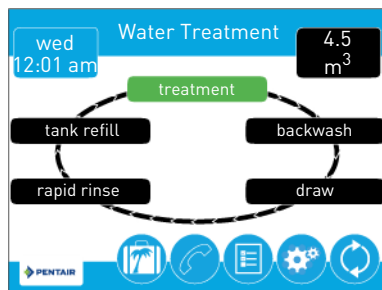 wed
12:01 am
Water Treatment
4.5
m³
treatment
tank refill
backwash
rapid rinse
draw
PENTAIR